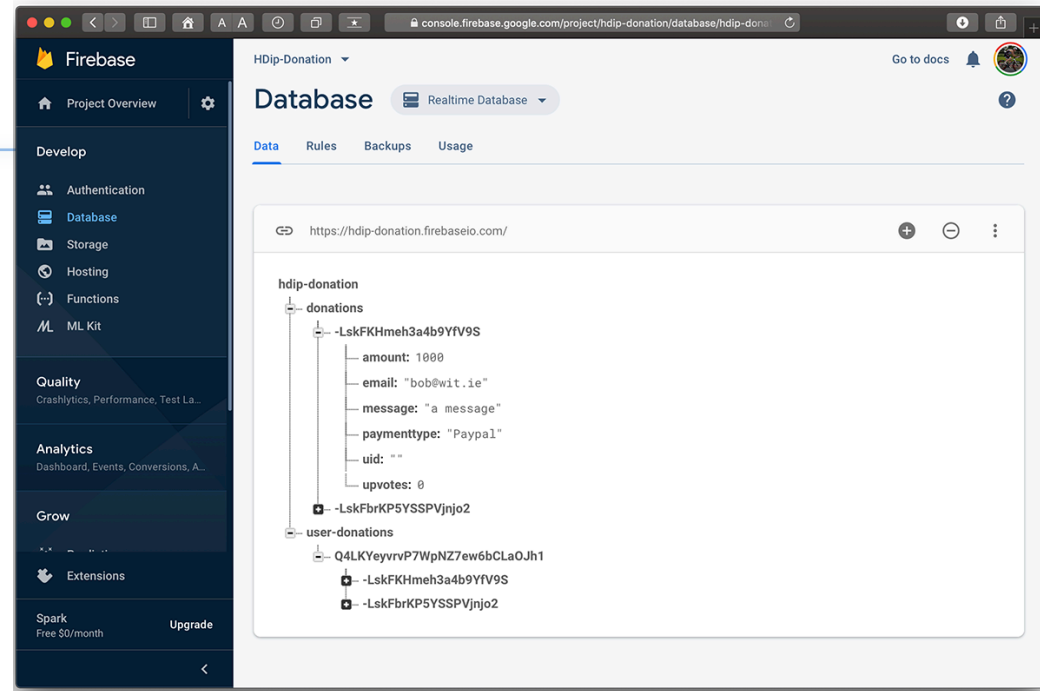 A A
console.firebase.google.com/project/hdip-donation/database/hdip-dona
Firebase
HDip-Donation
Go to docs
Project Overview
Database
Realtime Database
Develop
Data Rules Backups Usage
Authentication
Database
Storage
Hosting
Functions
ML Kit
https://hdip-donation.firebaseio.com/
hdip-donation
donations
-LskFKHmeh3a4b9YfV9S
amount: 1000
email: "bob@wit.ie"
message: "a message"
paymenttype: "Paypal"
uid: ""
upvotes: 0
-LskFbrKP5YSSPVjnjo2
user-donations
Q4LKYeyvrvP7WpNZ7ew6bCLaOJh1
-LskFKHmeh3a4b9YfV9S
-LskFbrKP5YSSPVjnjo2
Quality
Crashlytics, Performance, Test La...
Analytics
Dashboard, Events, Conversions, A...
Grow
Extensions
Spark
Free $0/month
Upgrade